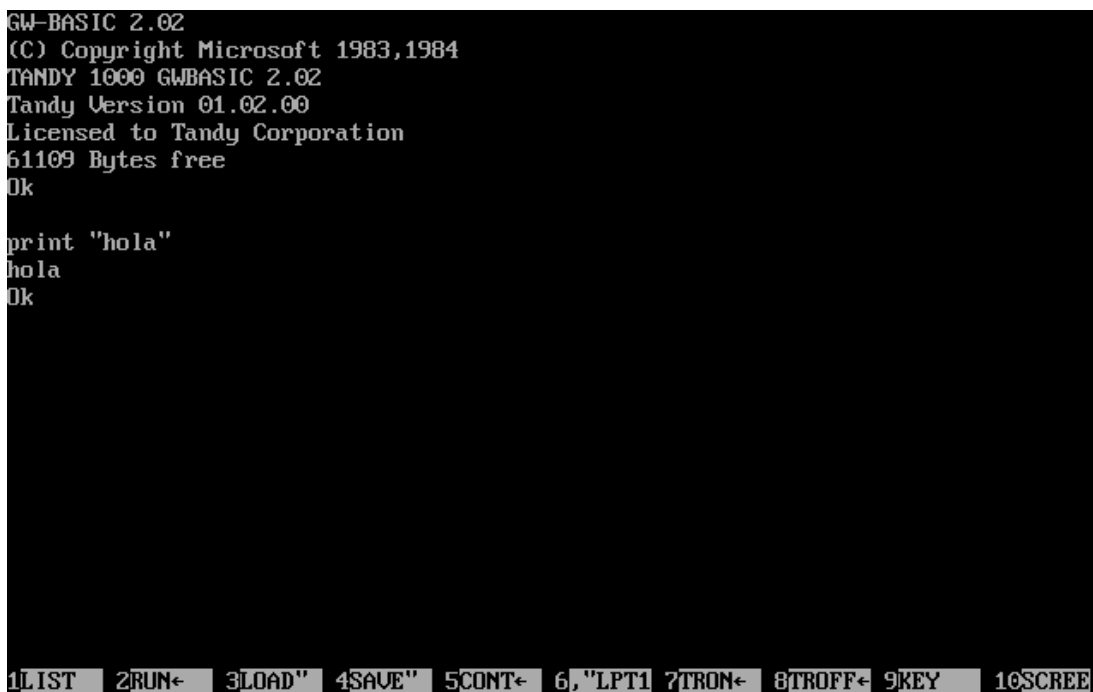 GW-BASIC 2.02
(C) Copyright Microsoft 1983,1984
TANDY 1000 GWBASIC 2.02
Tandy Version 01.02.00
Licensed to Tandy Corporation
61109 Bytes free
Ok
print "hola"
hola
Ok
1LIST 2RUN← 3LOAD" 4SAVE" 5CONT← 6,"LPT1 7TRON← 8TROFF← 9KEY 10SCREE